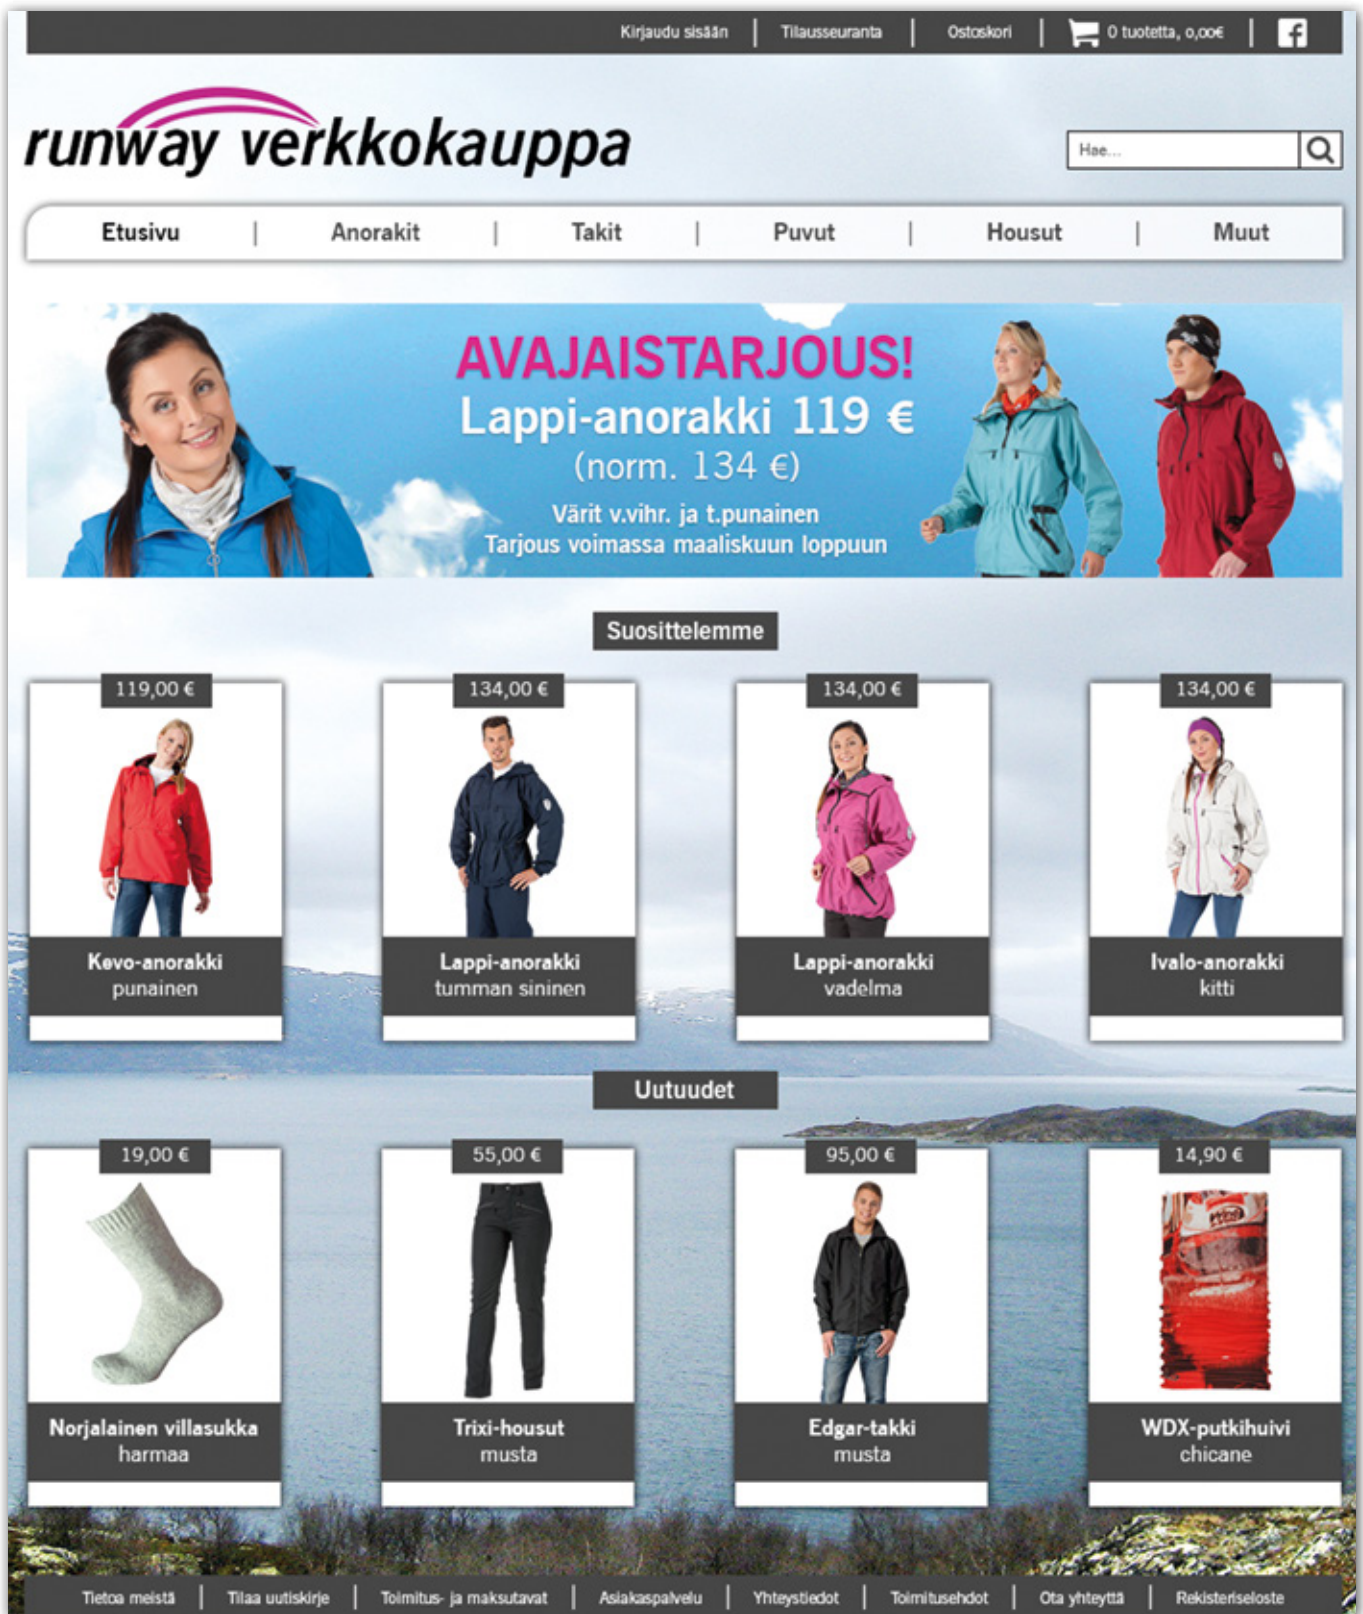 Kirjaudu sisään | Tilausseuranta | Ostoskori | 0 tuotetta, 0,00€ | f
runway verkkokauppa
Hae...
Etusivu | Anorakit | Takit | Puvut | Housut | Muut
AVAJAISTARJOUS!
Lappi-anorakki 119 €
(norm. 134 €)
Värit v.vihr. ja t.punainen
Tarjous voimassa maaliskuun loppuun
Suosittelemme
119,00 €
Kevo-anorakki
punainen
134,00 €
Lappi-anorakki
tumman sininen
134,00 €
Lappi-anorakki
vadelma
134,00 €
Ivalo-anorakki
kitti
Uutuudet
19,00 €
Norjalainen villasukka
harmaa
55,00 €
Trixi-housut
musta
95,00 €
Edgar-takki
musta
14,90 €
WDX-putkihuivi
chicane
Tietoa meistä | Tilaa uutiskirje | Toimitus- ja maksutavat | Asiakaspalvelu | Yhteystiedot | Toimitusehdot | Ota yhteyttä | Rekisteriseloste